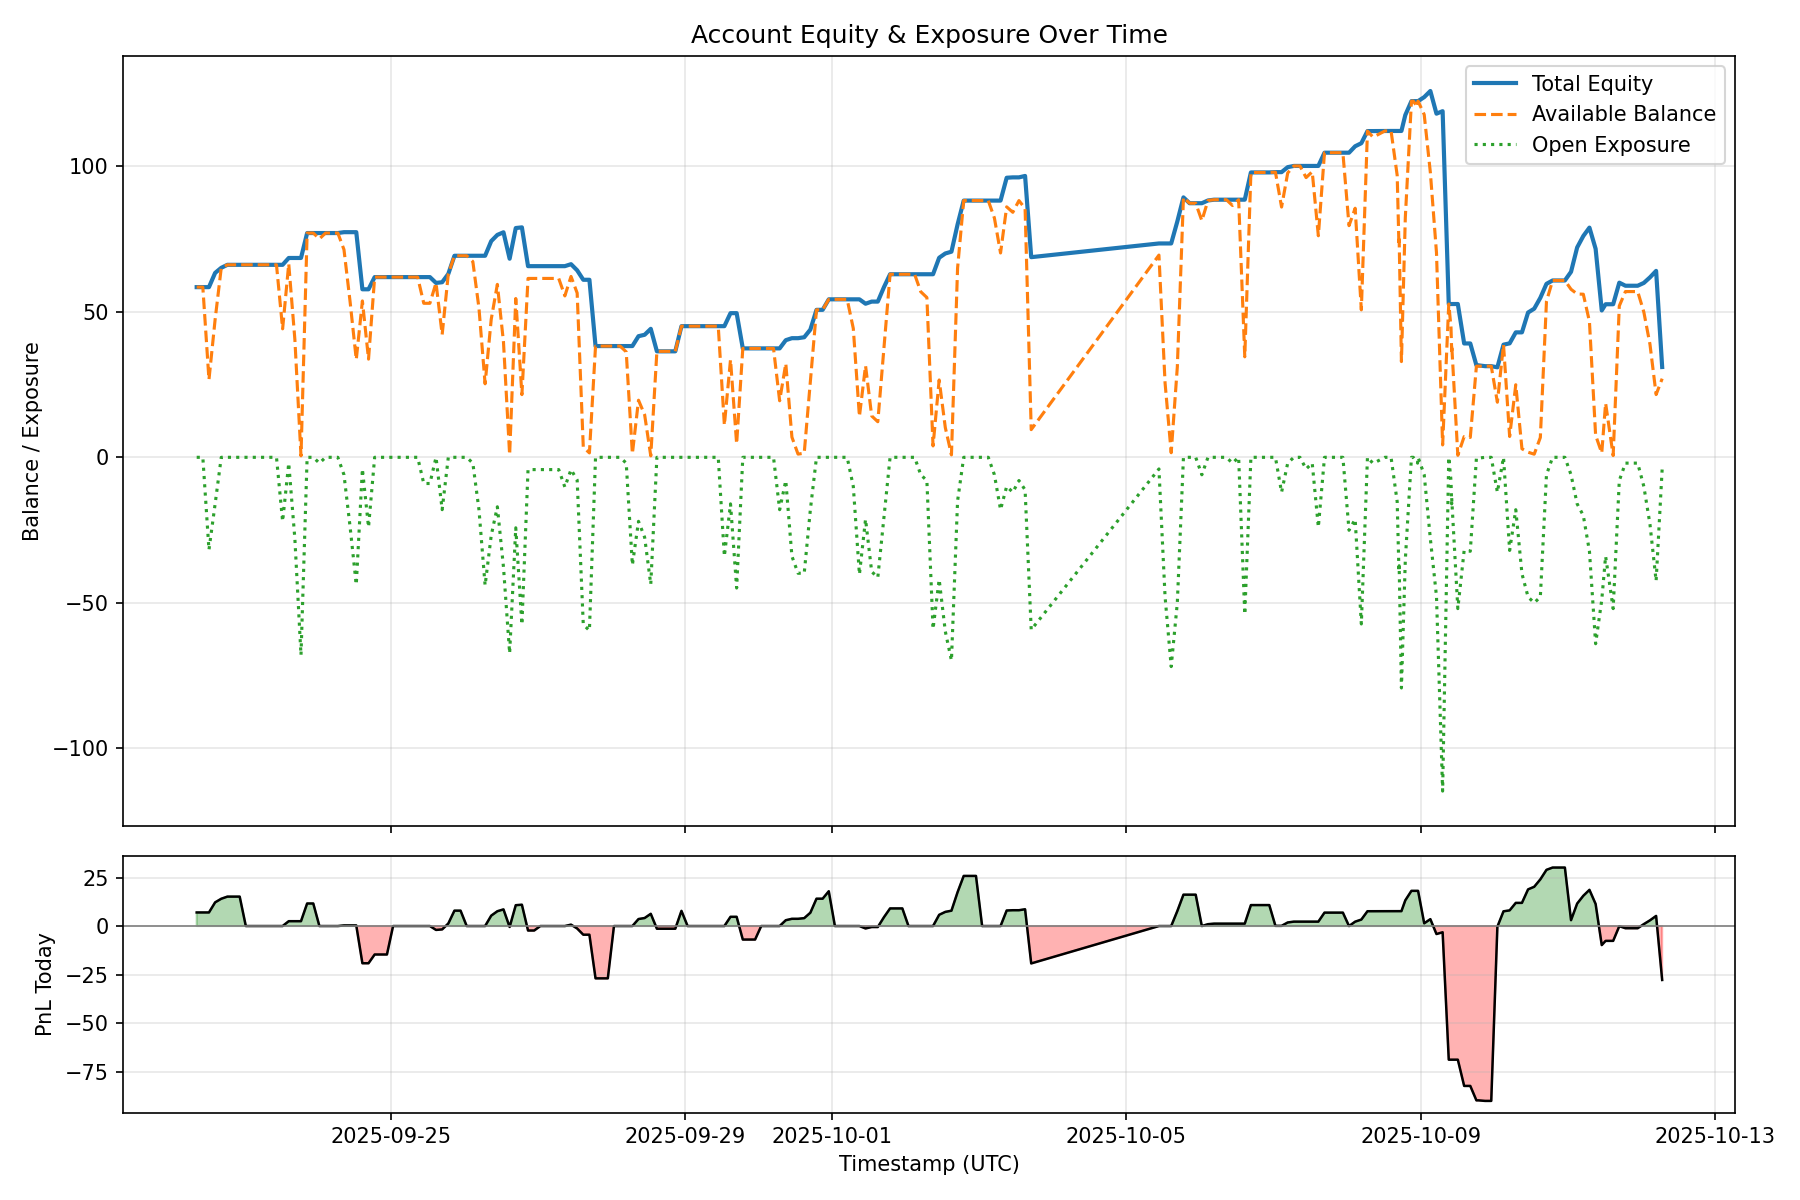 Account Equity & Exposure Over Time
Total Equity
Available Balance
Open Exposure
Balance / Exposure
100
50
0
−50
−100
PnL Today
25
0
−25
−50
−75
2025-09-25
2025-09-29
2025-10-01
2025-10-05
2025-10-09
2025-10-13
Timestamp (UTC)